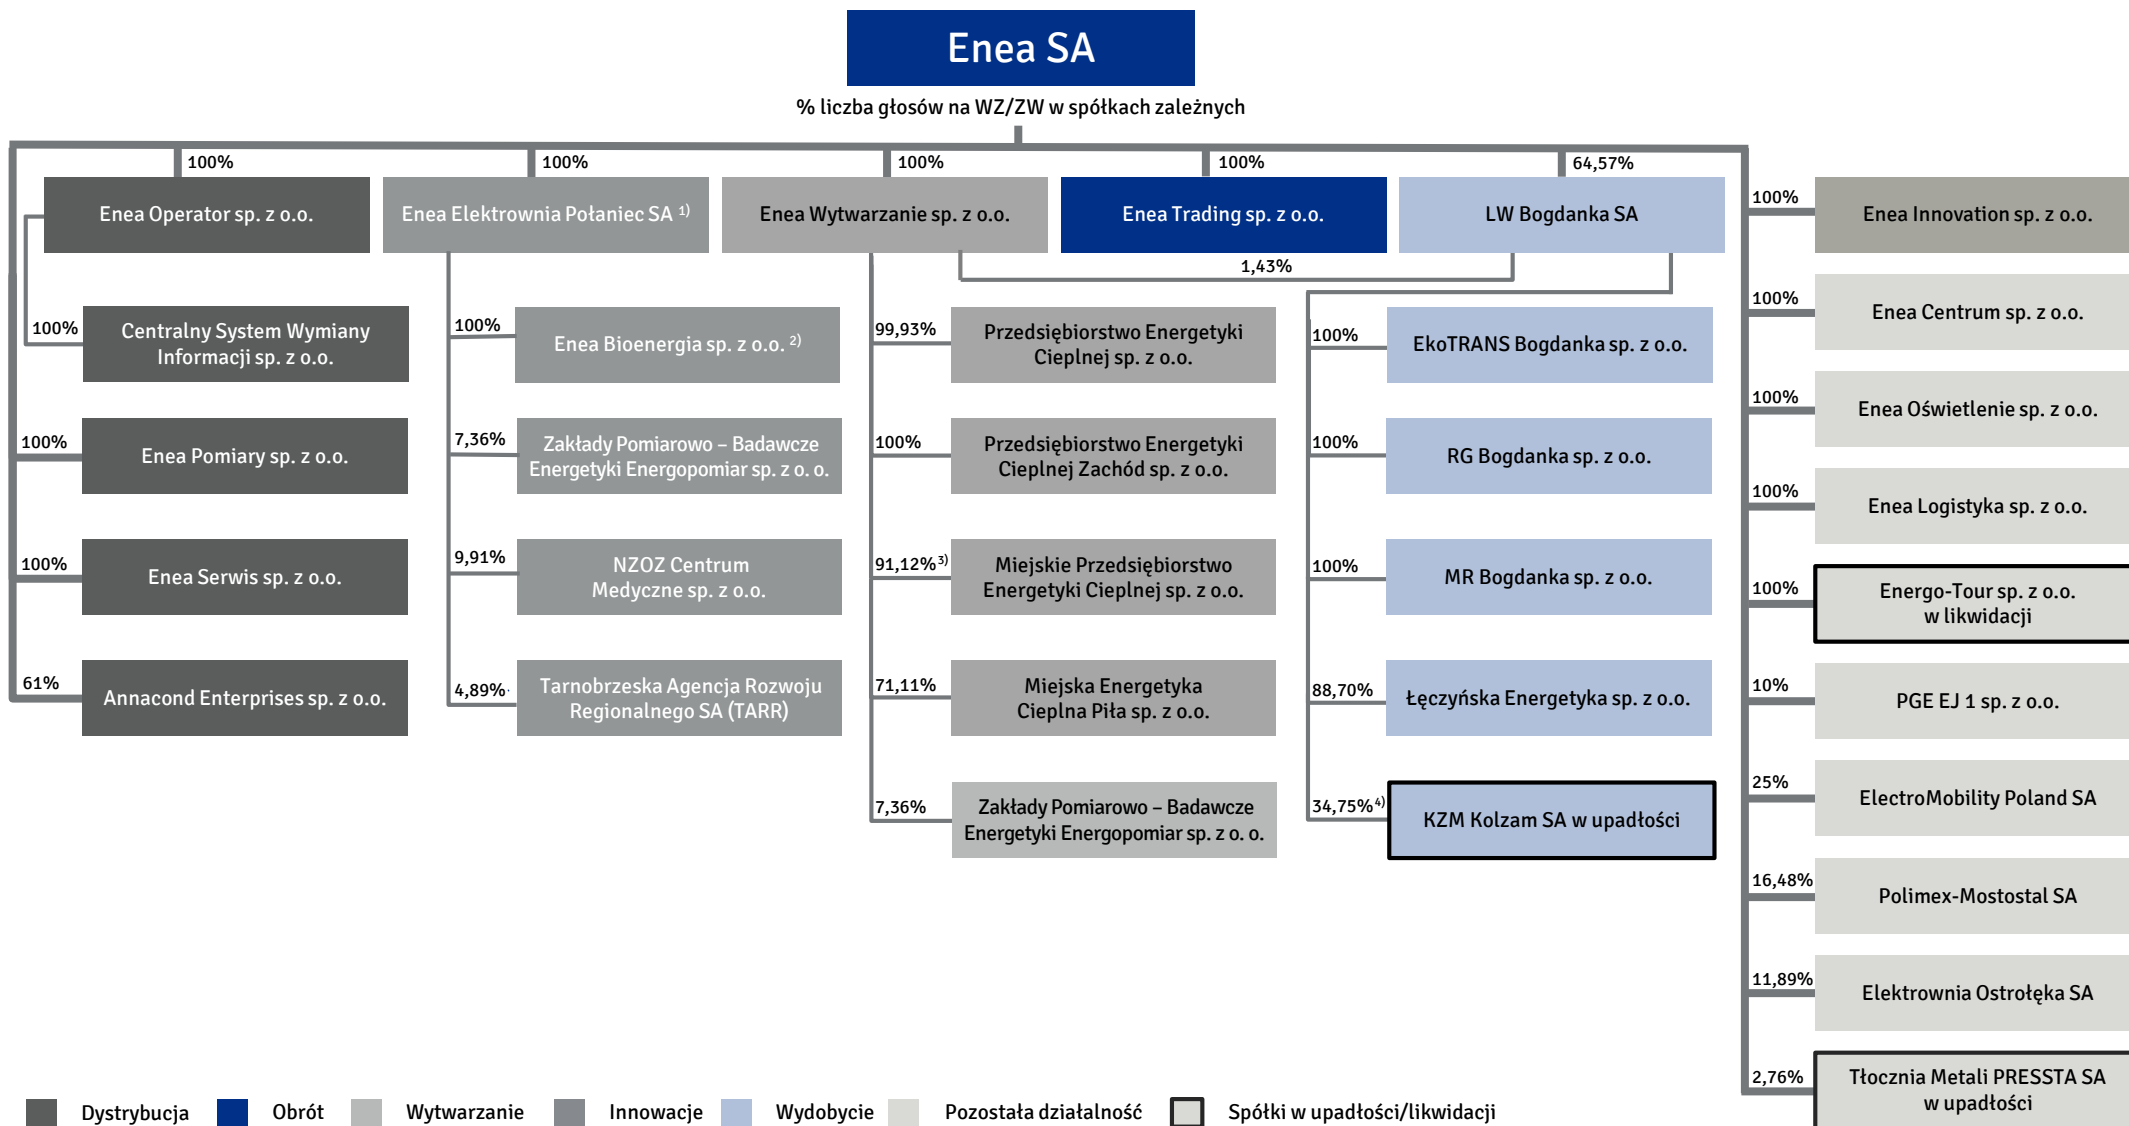 Enea SA
% liczba głosów na WZ/ZW w spółkach zależnych
100%
100%
100%
100%
64,57%
Enea Operator sp. z o.o.
Enea Elektrownia Połaniec SA 1)
Enea Wytwarzanie sp. z o.o.
Enea Trading sp. z o.o.
LW Bogdanka SA
1,43%
100%
Centralny System Wymiany
Informacji sp. z o.o.
100%
Enea Pomiary sp. z o.o.
100%
Enea Serwis sp. z o.o.
61%
Annacond Enterprises sp. z o.o.
100%
Enea Bioenergia sp. z o.o. 2)
7,36%
Zakłady Pomiarowo – Badawcze
Energetyki Energopomiar sp. z o. o.
9,91%
NZOZ Centrum
Medyczne sp. z o.o.
4,89%
Tarnobrzeska Agencja Rozwoju
Regionalnego SA (TARR)
99,93%
Przedsiębiorstwo Energetyki
Cieplnej sp. z o.o.
100%
Przedsiębiorstwo Energetyki
Cieplnej Zachód sp. z o.o.
91,12%3)
Miejskie Przedsiębiorstwo
Energetyki Cieplnej sp. z o.o.
71,11%
Miejska Energetyka
Cieplna Piła sp. z o.o.
7,36%
Zakłady Pomiarowo – Badawcze
Energetyki Energopomiar sp. z o. o.
100%
EkoTRANS Bogdanka sp. z o.o.
100%
RG Bogdanka sp. z o.o.
100%
MR Bogdanka sp. z o.o.
88,70%
Łęczyńska Energetyka sp. z o.o.
34,75%4)
KZM Kolzam SA w upadłości
100%
Enea Innovation sp. z o.o.
100%
Enea Centrum sp. z o.o.
100%
Enea Oświetlenie sp. z o.o.
100%
Enea Logistyka sp. z o.o.
100%
Energo-Tour sp. z o.o.
w likwidacji
10%
PGE EJ 1 sp. z o.o.
25%
ElectroMobility Poland SA
16,48%
Polimex-Mostostal SA
11,89%
Elektrownia Ostrołęka SA
2,76%
Tłocznia Metali PRESSTA SA
w upadłości
Dystrybucja
Obrót
Wytwarzanie
Innowacje
Wydobycie
Pozostała działalność
Spółki w upadłości/likwidacji